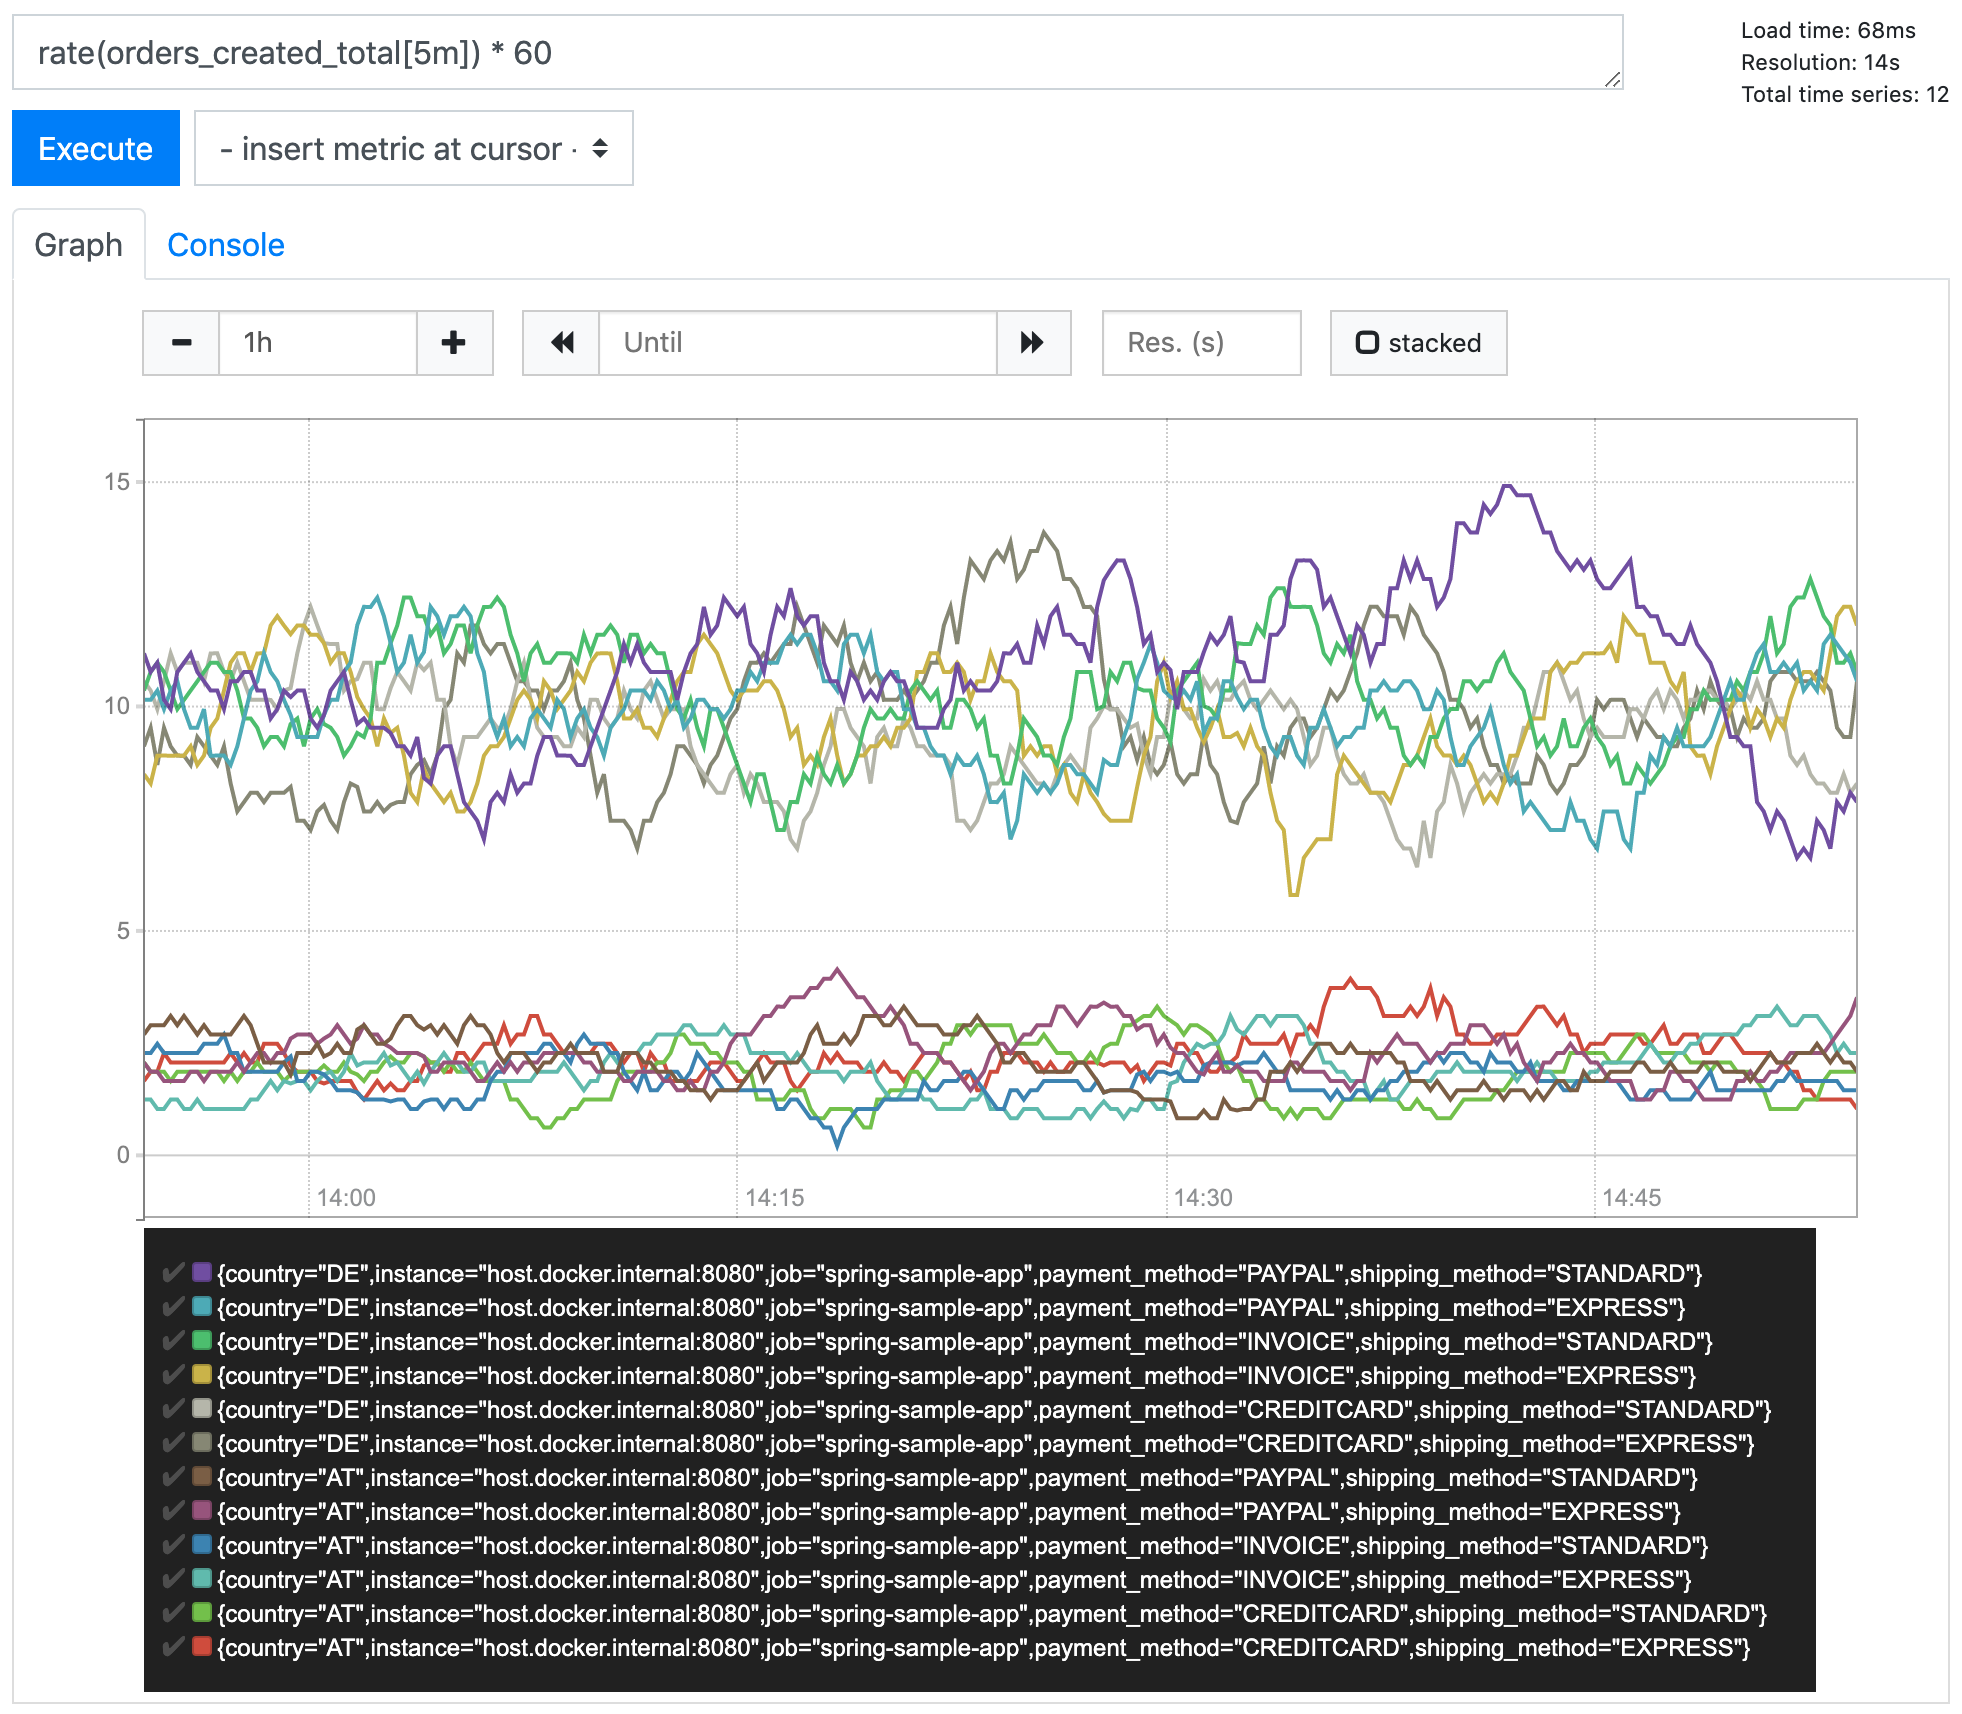 rate(orders_created_total[5m]) * 60
Load time: 68ms
Resolution: 14s
Total time series: 12
Execute
- insert metric at cursor -
Graph
Console
1h
Until
Res. (s)
stacked
15
10
5
0
14:00
14:15
14:30
14:45
{country="DE",instance="host.docker.internal:8080",job="spring-sample-app",payment_method="PAYPAL",shipping_method="STANDARD"}
{country="DE",instance="host.docker.internal:8080",job="spring-sample-app",payment_method="PAYPAL",shipping_method="EXPRESS"}
{country="DE",instance="host.docker.internal:8080",job="spring-sample-app",payment_method="INVOICE",shipping_method="STANDARD"}
{country="DE",instance="host.docker.internal:8080",job="spring-sample-app",payment_method="INVOICE",shipping_method="EXPRESS"}
{country="DE",instance="host.docker.internal:8080",job="spring-sample-app",payment_method="CREDITCARD",shipping_method="STANDARD"}
{country="DE",instance="host.docker.internal:8080",job="spring-sample-app",payment_method="CREDITCARD",shipping_method="EXPRESS"}
{country="AT",instance="host.docker.internal:8080",job="spring-sample-app",payment_method="PAYPAL",shipping_method="STANDARD"}
{country="AT",instance="host.docker.internal:8080",job="spring-sample-app",payment_method="PAYPAL",shipping_method="EXPRESS"}
{country="AT",instance="host.docker.internal:8080",job="spring-sample-app",payment_method="INVOICE",shipping_method="STANDARD"}
{country="AT",instance="host.docker.internal:8080",job="spring-sample-app",payment_method="INVOICE",shipping_method="EXPRESS"}
{country="AT",instance="host.docker.internal:8080",job="spring-sample-app",payment_method="CREDITCARD",shipping_method="STANDARD"}
{country="AT",instance="host.docker.internal:8080",job="spring-sample-app",payment_method="CREDITCARD",shipping_method="EXPRESS"}